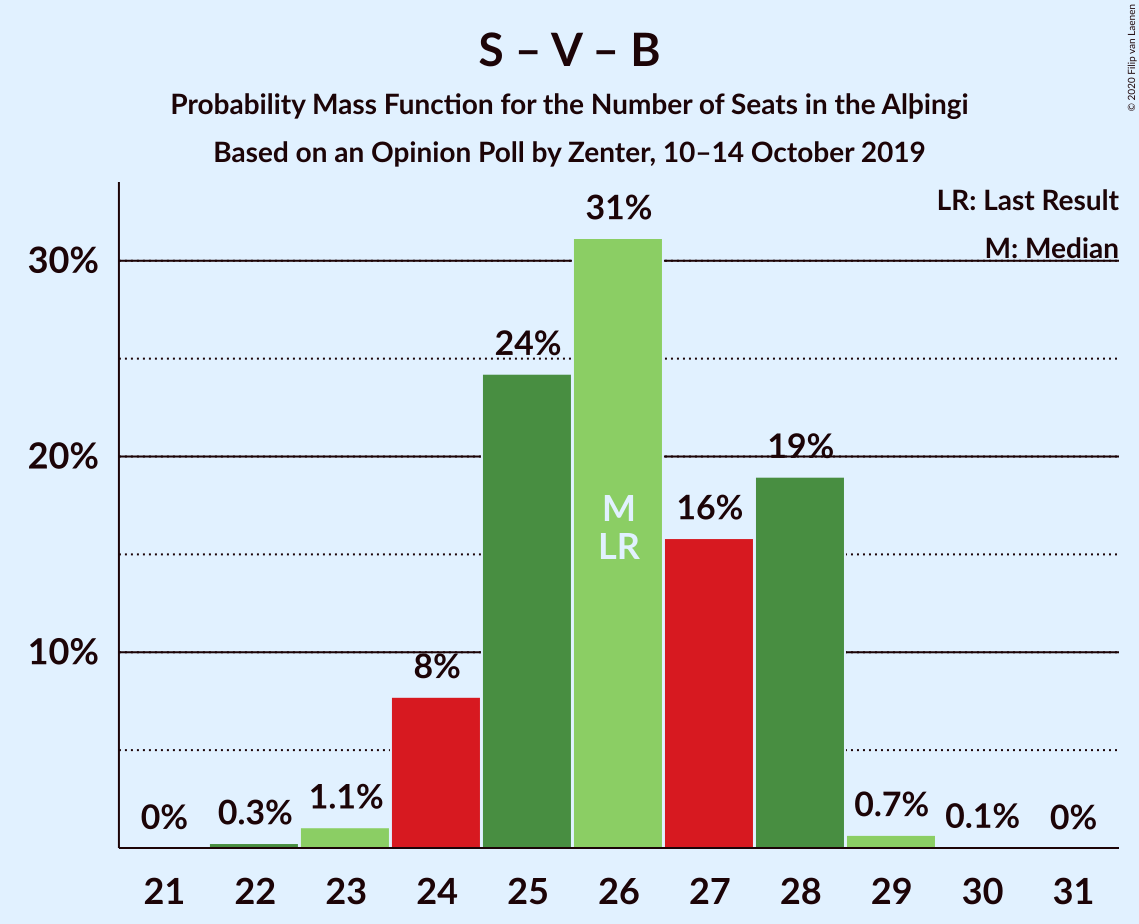 S – V – B
Probability Mass Function for the Number of Seats in the Alþingi
Based on an Opinion Poll by Zenter, 10–14 October 2019
© 2020 Filip van Laenen
LR: Last Result
M: Median
30%
20%
10%
0%
0.3%
1.1%
8%
24%
31%
16%
19%
0.7%
0.1%
0%
M
LR
21 22 23 24 25 26 27 28 29 30 31